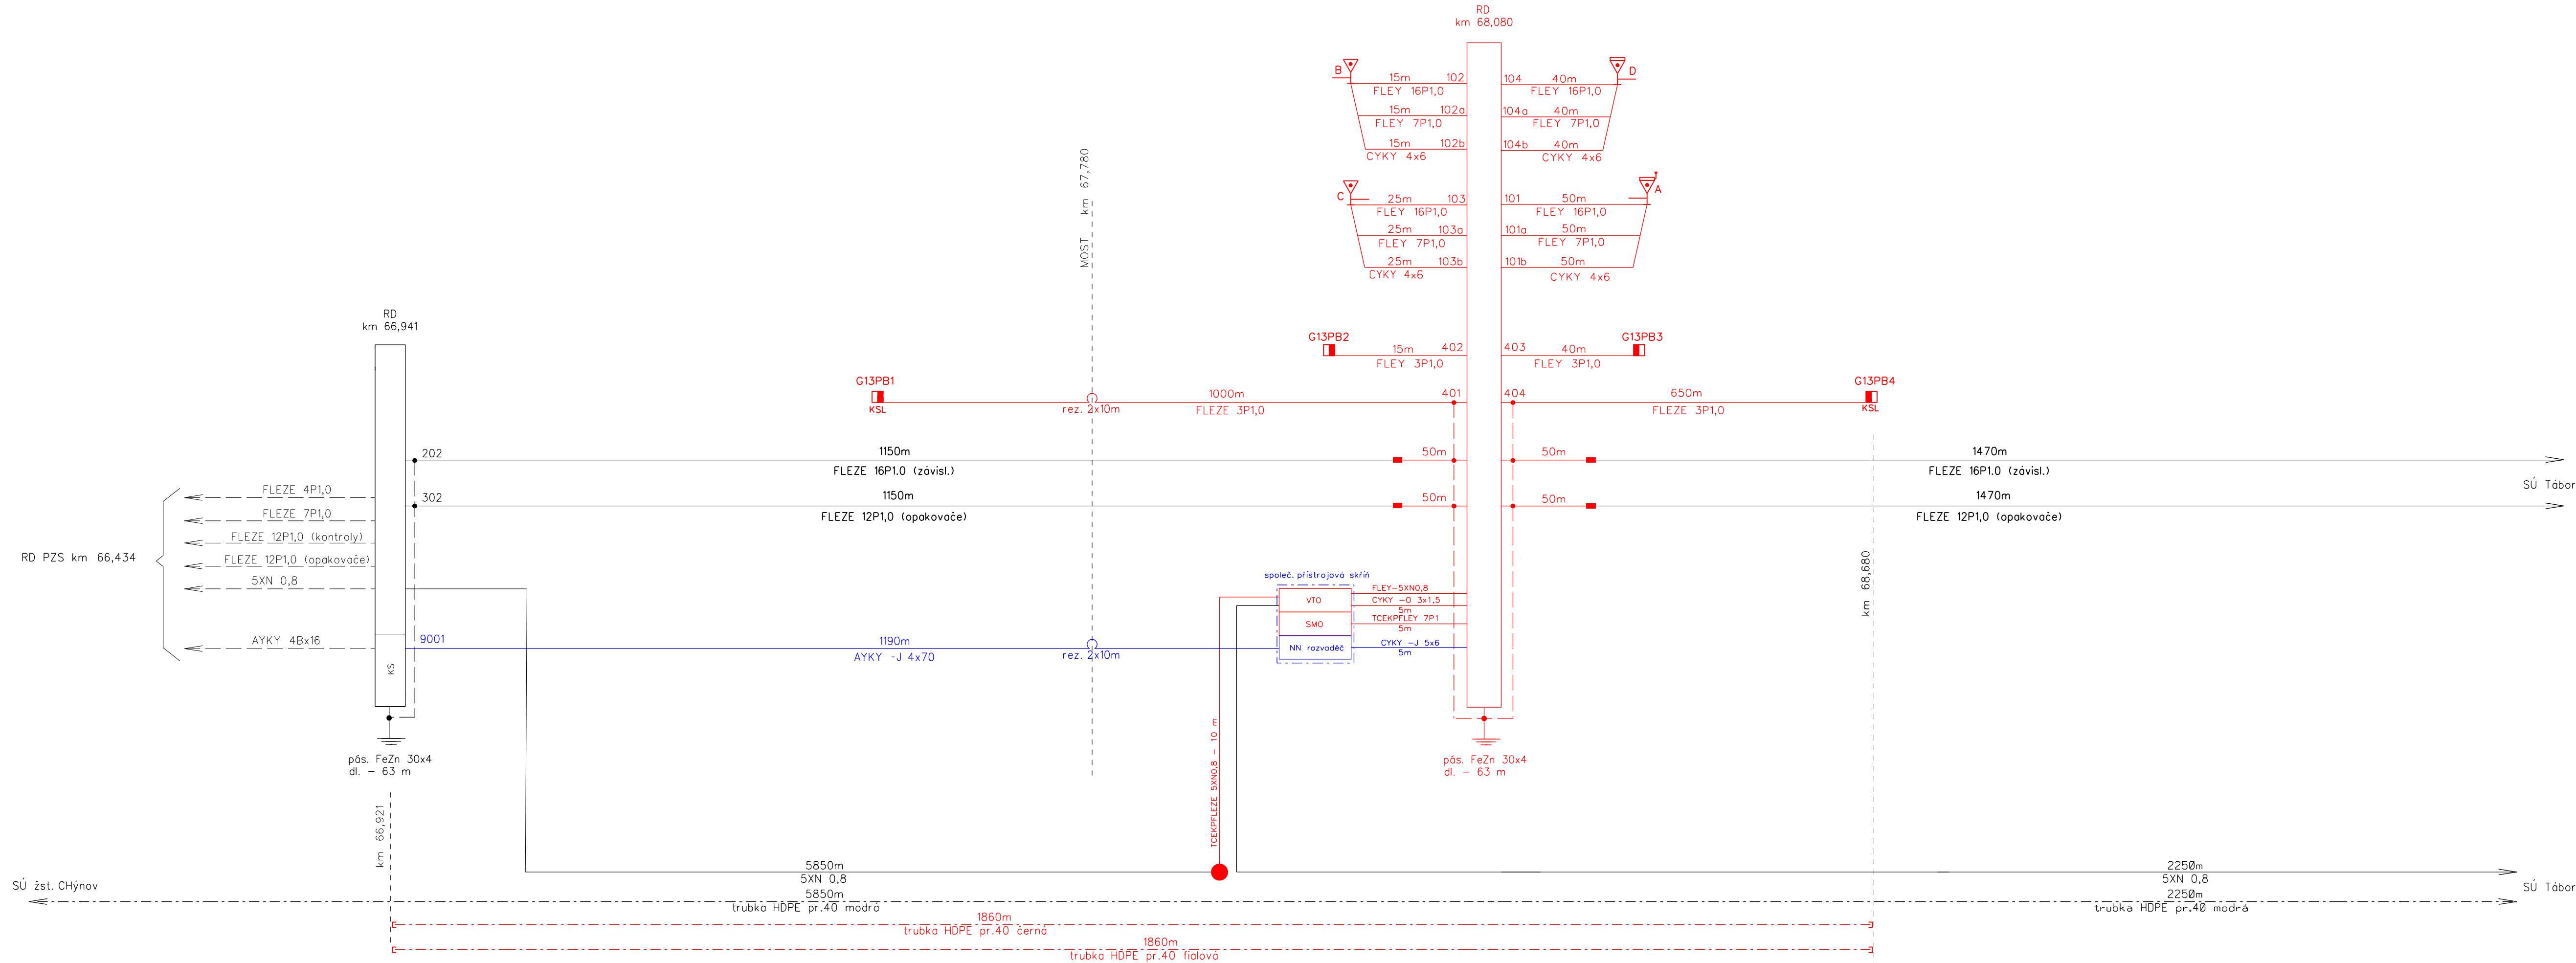 RD
km 68,080
B
15m
102
FLEY 16P1,0
15m
102a
FLEY 7P1,0
15m
102b
CYKY 4x6
104
40m
D
FLEY 16P1,0
104a
40m
FLEY 7P1,0
104b
40m
CYKY 4x6
C
25m
103
FLEY 16P1,0
25m
103a
FLEY 7P1,0
25m
103b
CYKY 4x6
101
50m
A
FLEY 16P1,0
101a
50m
FLEY 7P1,0
101b
50m
CYKY 4x6
MOST km 67,780
RD
km 66,941
G13PB2
15m
402
FLEY 3P1,0
403
40m
G13PB3
FLEY 3P1,0
G13PB1
KSL
rez. 2x10m
1000m
FLEZE 3P1,0
401
404
650m
FLEZE 3P1,0
G13PB4
KSL
202
1150m
FLEZE 16P1.0 (závisl.)
50m
50m
1470m
FLEZE 16P1.0 (závisl.)
302
1150m
FLEZE 12P1,0 (opakovače)
50m
50m
1470m
FLEZE 12P1,0 (opakovače)
SÚ Tábor
RD PZS km 66,434
FLEZE 4P1,0
FLEZE 7P1,0
FLEZE 12P1,0 (kontroly)
FLEZE 12P1,0 (opakovače)
5XN 0,8
AYKY 4Bx16
KS
9001
1190m
AYKY -J 4x70
rez. 2x10m
společ. přístrojová skříň
VTO
SMO
NN rozvaděč
FLEY-5XN0,8
CYKY -O 3x1,5
5m
TCEKPFLEY 7P1
5m
CYKY -J 5x6
5m
km 68,680
pás. FeZn 30x4
dl. - 63 m
pás. FeZn 30x4
dl. - 63 m
TCEKPFLEZE 5XN0,8 - 10 m
km 66,921
SÚ žst. CHýnov
5850m
5XN 0,8
5850m
trubka HDPE pr.40 modrá
2250m
5XN 0,8
2250m
trubka HDPE pr.40 modrá
SÚ Tábor
1860m
trubka HDPE pr.40 černá
1860m
trubka HDPE pr.40 fialová